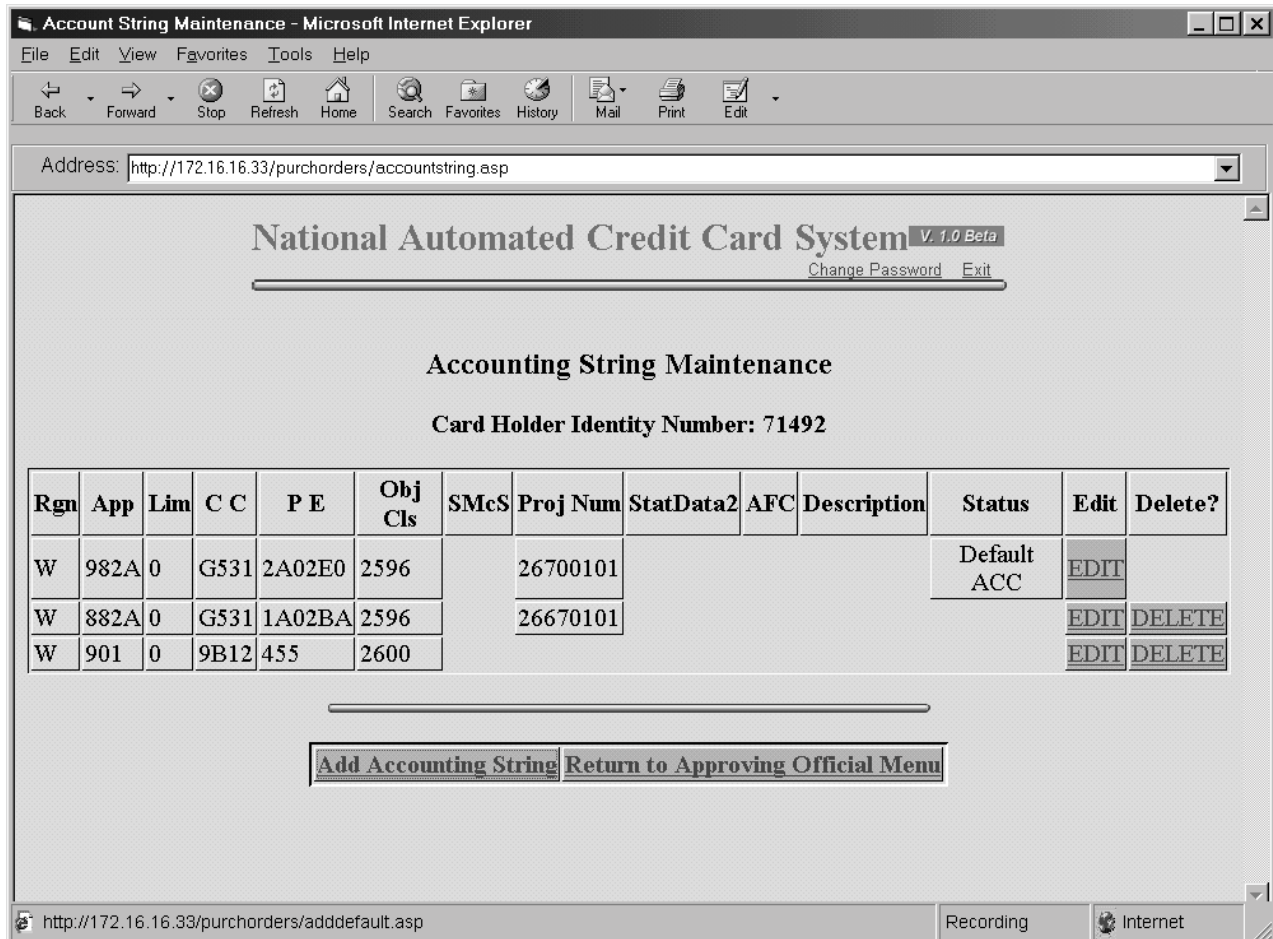 Account String Maintenance - Microsoft Internet Explorer
File Edit View Favorites Tools Help
Back Forward Stop Refresh Home Search Favorites History Mail Print Edit
Address: http://172.16.16.33/purchorders/accountstring.asp
National Automated Credit Card System V. 1.0 Beta
Change Password Exit
Accounting String Maintenance
Card Holder Identity Number: 71492
Rgn App Lim C C P E Obj Cls SMcS Proj Num StatData2 AFC Description Status Edit Delete?
W 982A 0 G531 2A02E0 2596 26700101 Default ACC EDIT
W 882A 0 G531 1A02BA 2596 26670101 EDIT DELETE
W 901 0 9B12 455 2600 EDIT DELETE
Add Accounting String Return to Approving Official Menu
http://172.16.16.33/purchorders/adddefault.asp Recording Internet